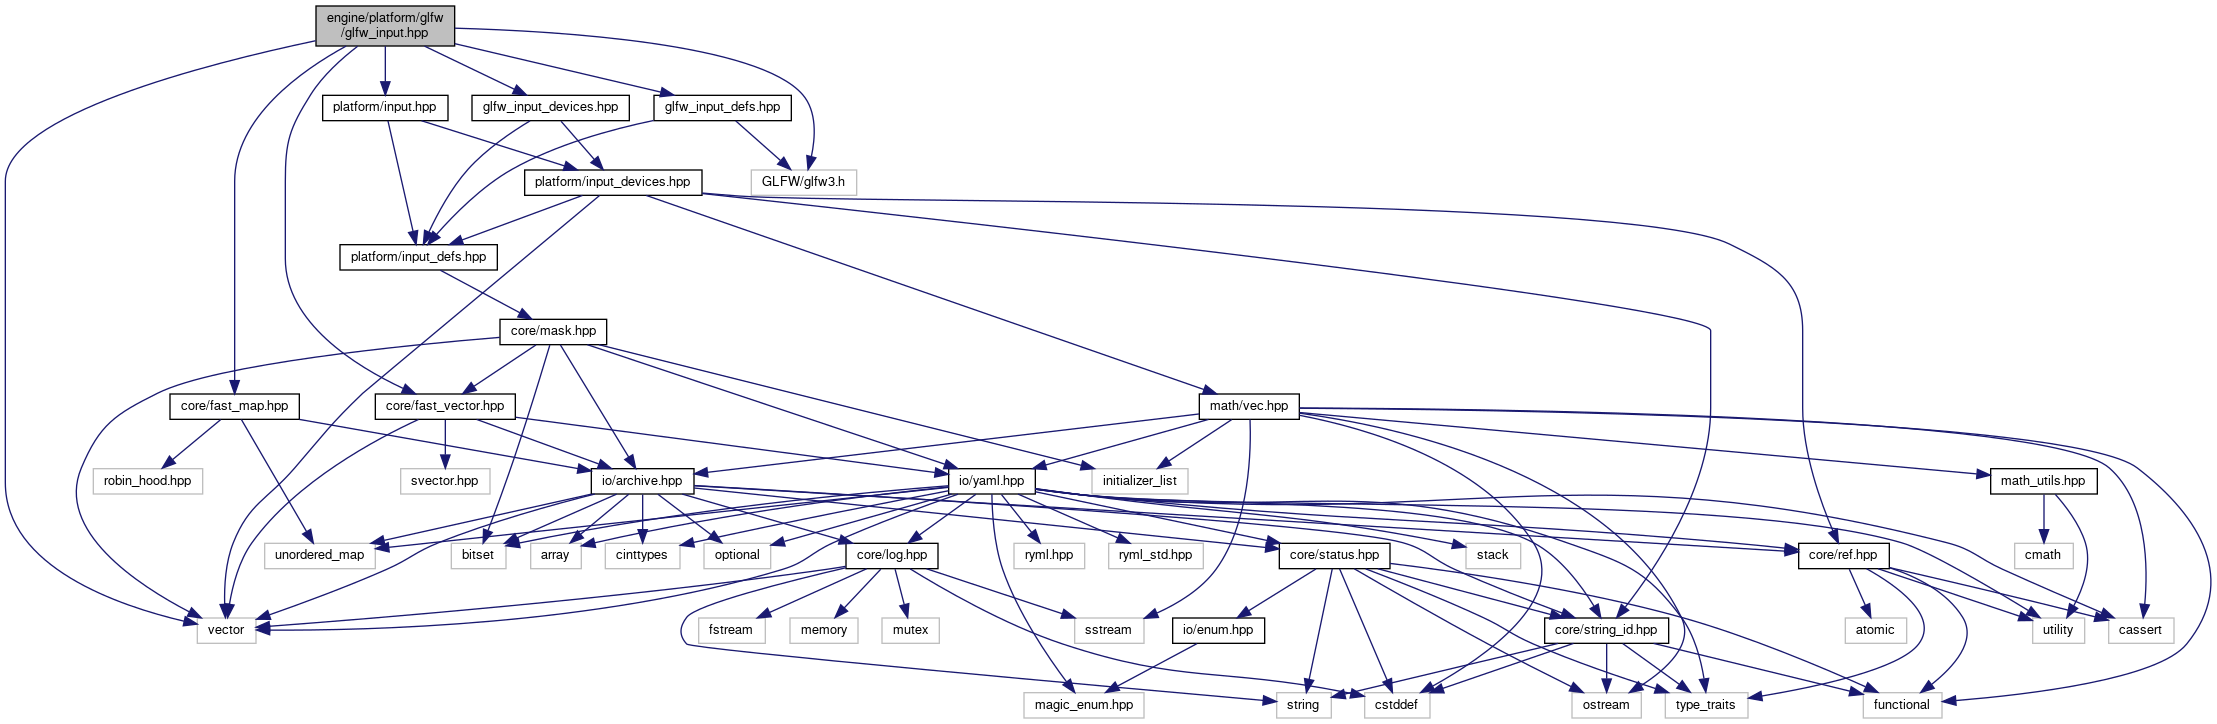 engine/platform/glfw
/glfw_input.hpp
platform/input.hpp
glfw_input_devices.hpp
glfw_input_defs.hpp
platform/input_devices.hpp
GLFW/glfw3.h
platform/input_defs.hpp
core/mask.hpp
core/fast_map.hpp
core/fast_vector.hpp
math/vec.hpp
robin_hood.hpp
svector.hpp
io/archive.hpp
io/yaml.hpp
initializer_list
math_utils.hpp
unordered_map
bitset
array
cinttypes
optional
core/log.hpp
ryml.hpp
ryml_std.hpp
core/status.hpp
stack
core/ref.hpp
cmath
vector
fstream
memory
mutex
sstream
io/enum.hpp
core/string_id.hpp
atomic
utility
cassert
magic_enum.hpp
string
cstddef
ostream
type_traits
functional